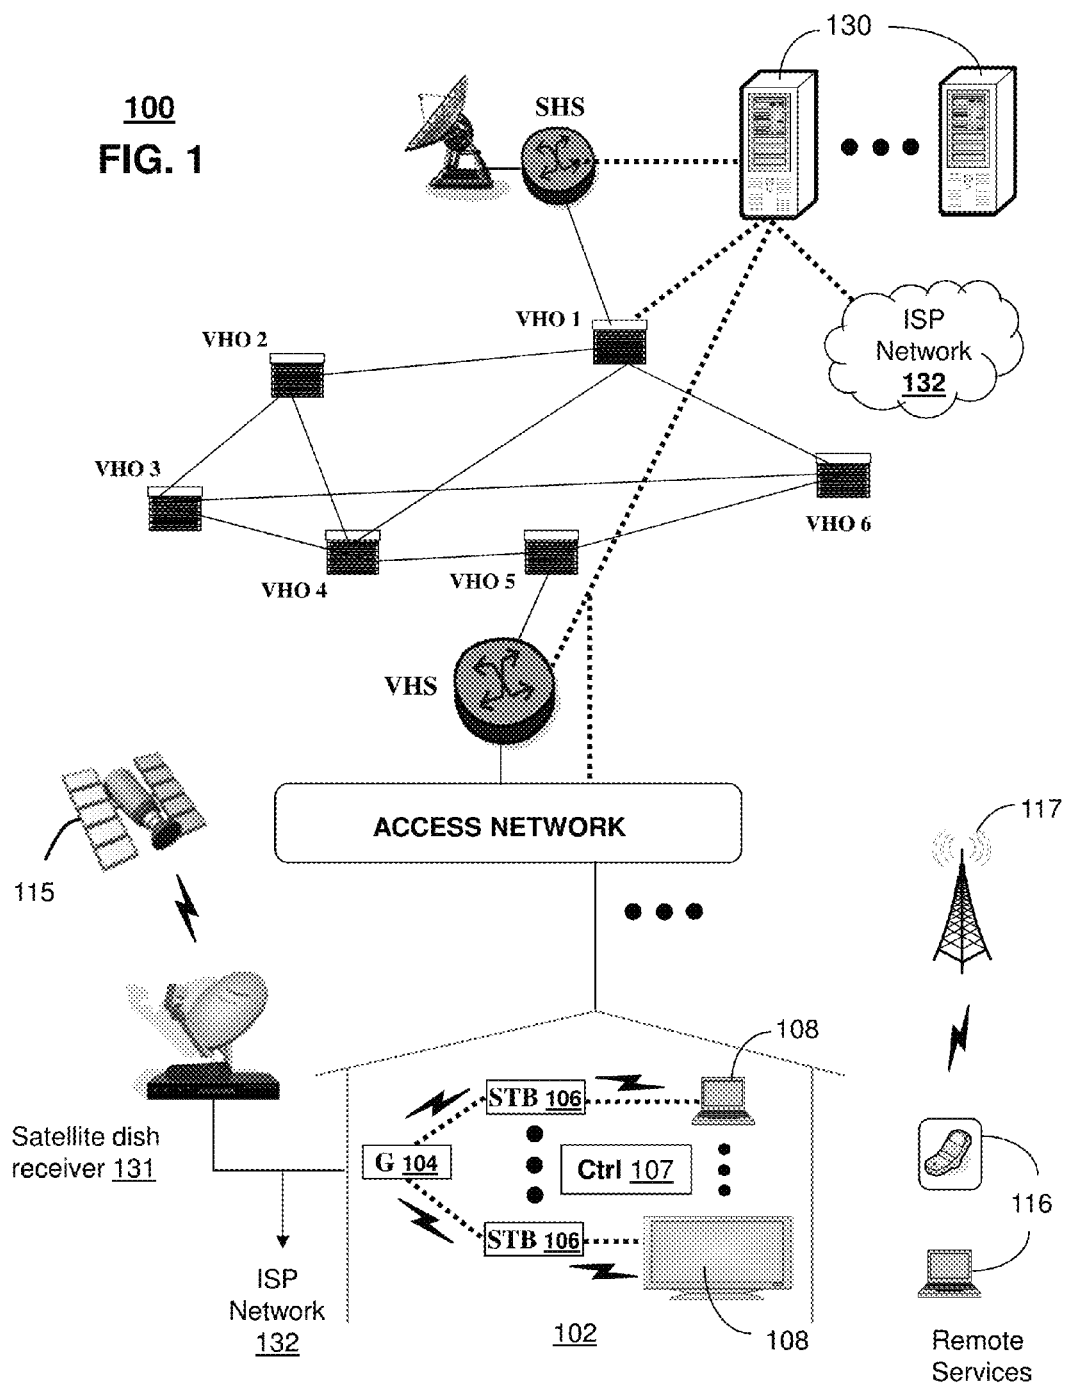 130
100
FIG. 1
SHS
ISP
Network
132
VHO 1
VHO 2
VHO 3
VHO 6
VHO 4
VHO 5
VHS
ACCESS NETWORK
117
115
108
STB 106
Satellite dish
receiver 131
G 104
Ctrl 107
116
STB 106
ISP
Network
132
102
108
Remote
Services